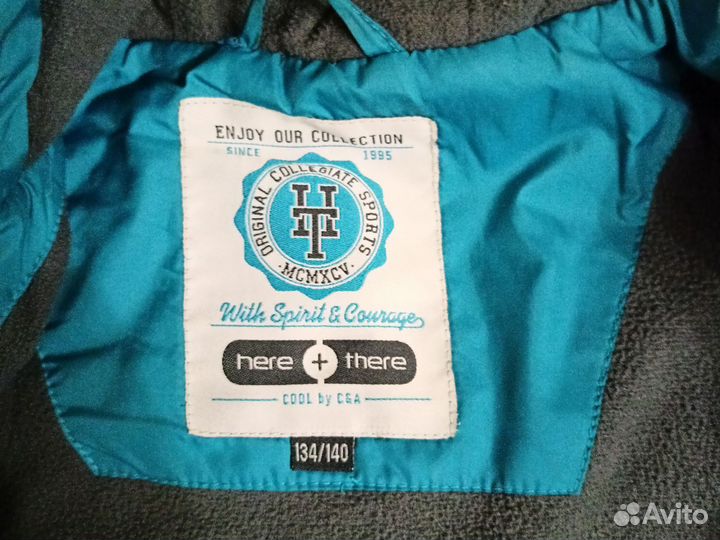 ENJOY OUR COLLECTION
SINCE 1995
ORIGINAL COLLEGIATE SPORTS
HT
·MCMXCV·
With Spirit & Courage
here + there
COOL by C&A
134/140
Avito